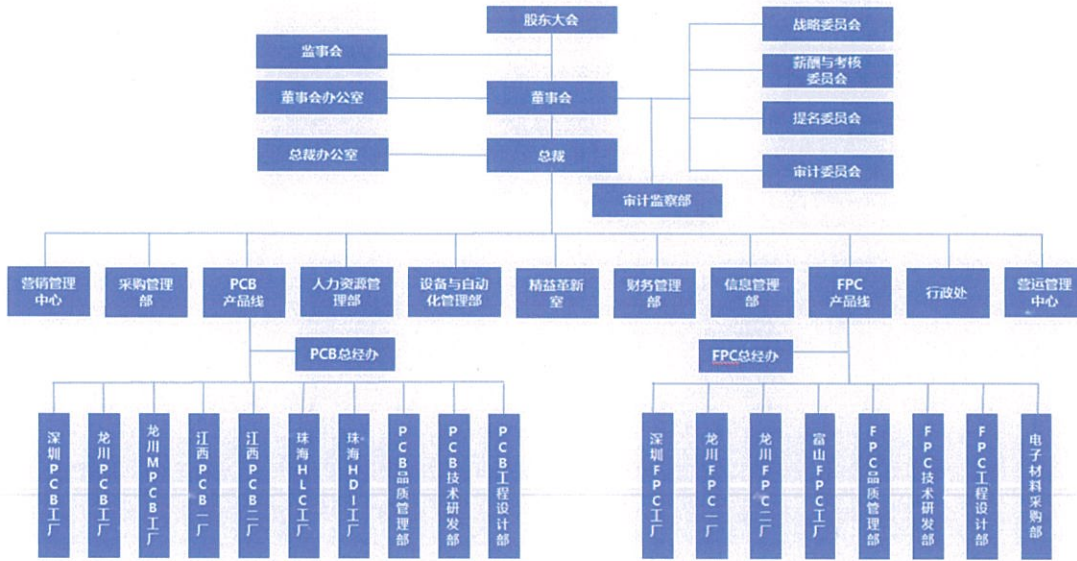 股东大会
监事会
战略委员会
薪酬与考核
委员会
董事会办公室
董事会
提名委员会
总裁办公室
总裁
审计委员会
审计监察部
营销管理
中心
采购管理
部
PCB
产品线
人力资源管
理部
设备与自动
化管理部
精益革新
室
财务管理
部
信息管理
部
FPC
产品线
行政处
营运管理
中心
PCB总经办
FPC总经办
深圳PCB工厂
龙川PCB工厂
龙川MPCB工厂
江西PCB一厂
江西PCB二厂
珠海HLC工厂
珠海HDI工厂
PCB品质管理部
PCB技术研发部
PCB工程设计部
深圳FPC工厂
龙川FPC一厂
龙川FPC二厂
富山FPC工厂
FPC品质管理部
FPC技术研发部
FPC工程设计部
电子材料采购部